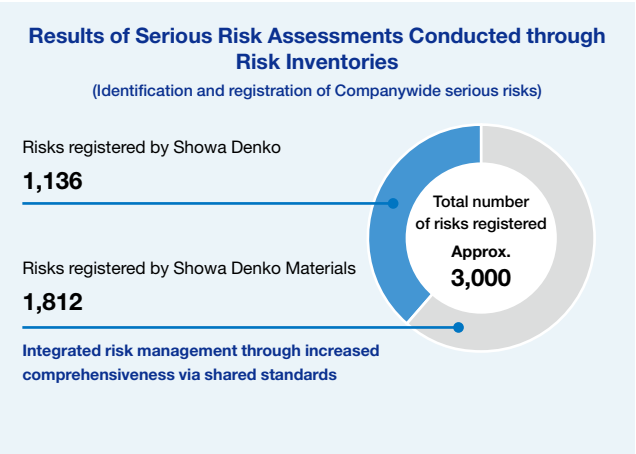 Results of Serious Risk Assessments Conducted through
Risk Inventories
(Identification and registration of Companywide serious risks)
Risks registered by Showa Denko
1,136
Risks registered by Showa Denko Materials
1,812
Integrated risk management through increased
comprehensiveness via shared standards
Total number
of risks registered
Approx.
3,000